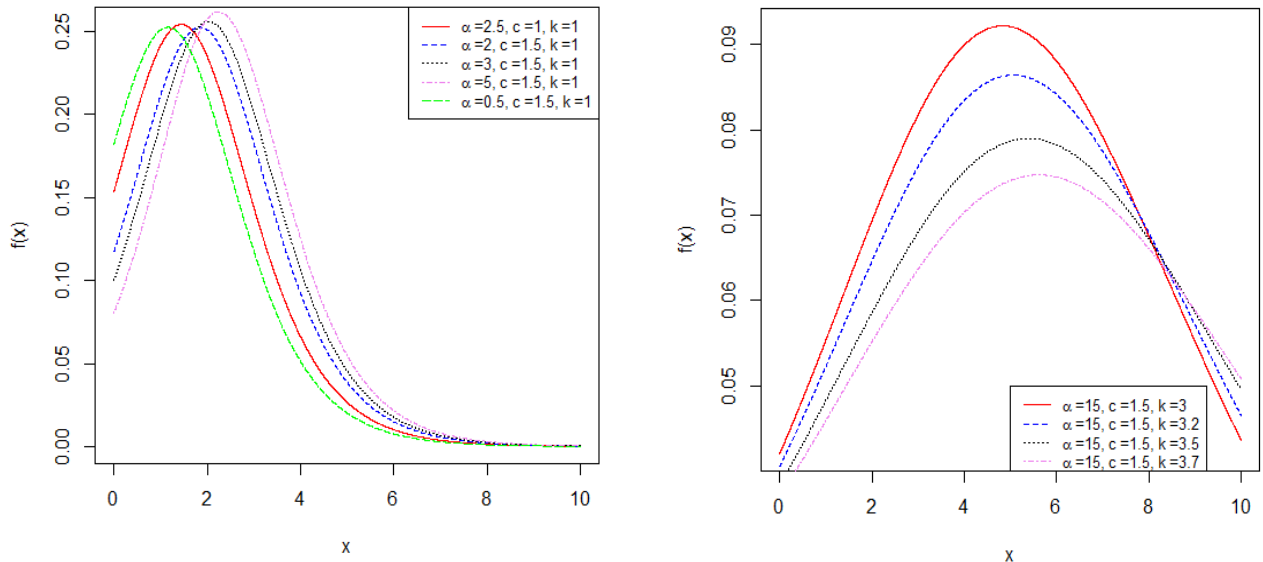 f(x)
0.25
0.20
0.15
0.10
0.05
0.00
α =2.5, c =1, k =1
α =2, c =1.5, k =1
α =3, c =1.5, k =1
α =5, c =1.5, k =1
α =0.5, c =1.5, k =1
0 2 4 6 8 10
x
f(x)
0.09
0.08
0.07
0.06
0.05
α =15, c =1.5, k =3
α =15, c =1.5, k =3.2
α =15, c =1.5, k =3.5
α =15, c =1.5, k =3.7
0 2 4 6 8 10
x